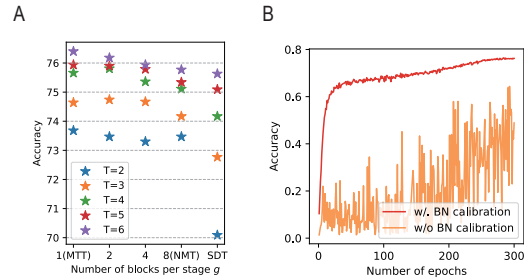 A
Accuracy
76
75
74
73
72
71
70
T=2
T=3
T=4
T=5
T=6
1(MTT) 2 4 8(NMT) SDT
Number of blocks per stage g
B
Accuracy
0.8
0.6
0.4
0.2
0.0
w/. BN calibration
w/o BN calibration
0 100 200 300
Number of epochs